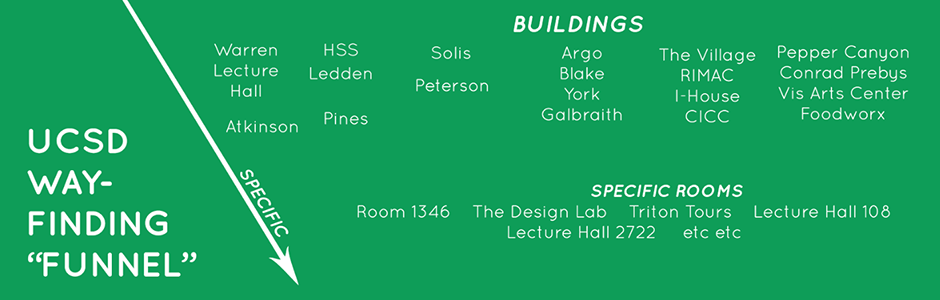 BUILDINGS
Warren
Lecture
Hall
Atkinson
HSS
Ledden
Pines
Solis
Peterson
Argo
Blake
York
Galbraith
The Village
RIMAC
I-House
CICC
Pepper Canyon
Conrad Prebys
Vis Arts Center
Foodworx
UCSD
WAY-
FINDING
“FUNNEL”
SPECIFIC
SPECIFIC ROOMS
Room 1346 The Design Lab Triton Tours Lecture Hall 108
Lecture Hall 2722 etc etc